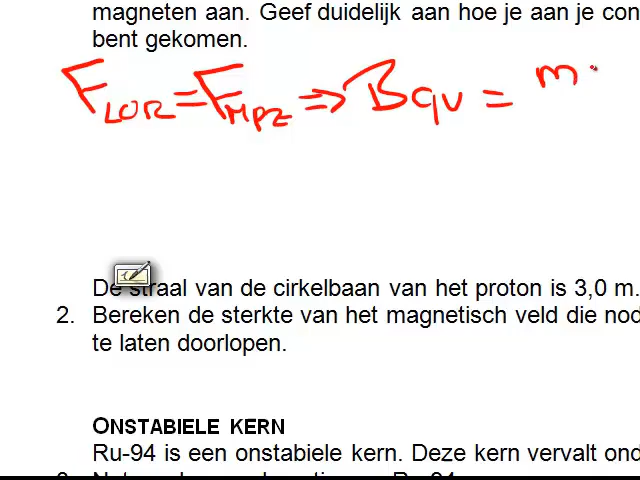 magneten aan. Geef duidelijk aan hoe je aan je con
bent gekomen.
F_LOR = F_MPZ ⇒ Bqv = m
De straal van de cirkelbaan van het proton is 3,0 m.
2. Bereken de sterkte van het magnetisch veld die nod
te laten doorlopen.
ONSTABIELE KERN
Ru-94 is een onstabiele kern. Deze kern vervalt ond